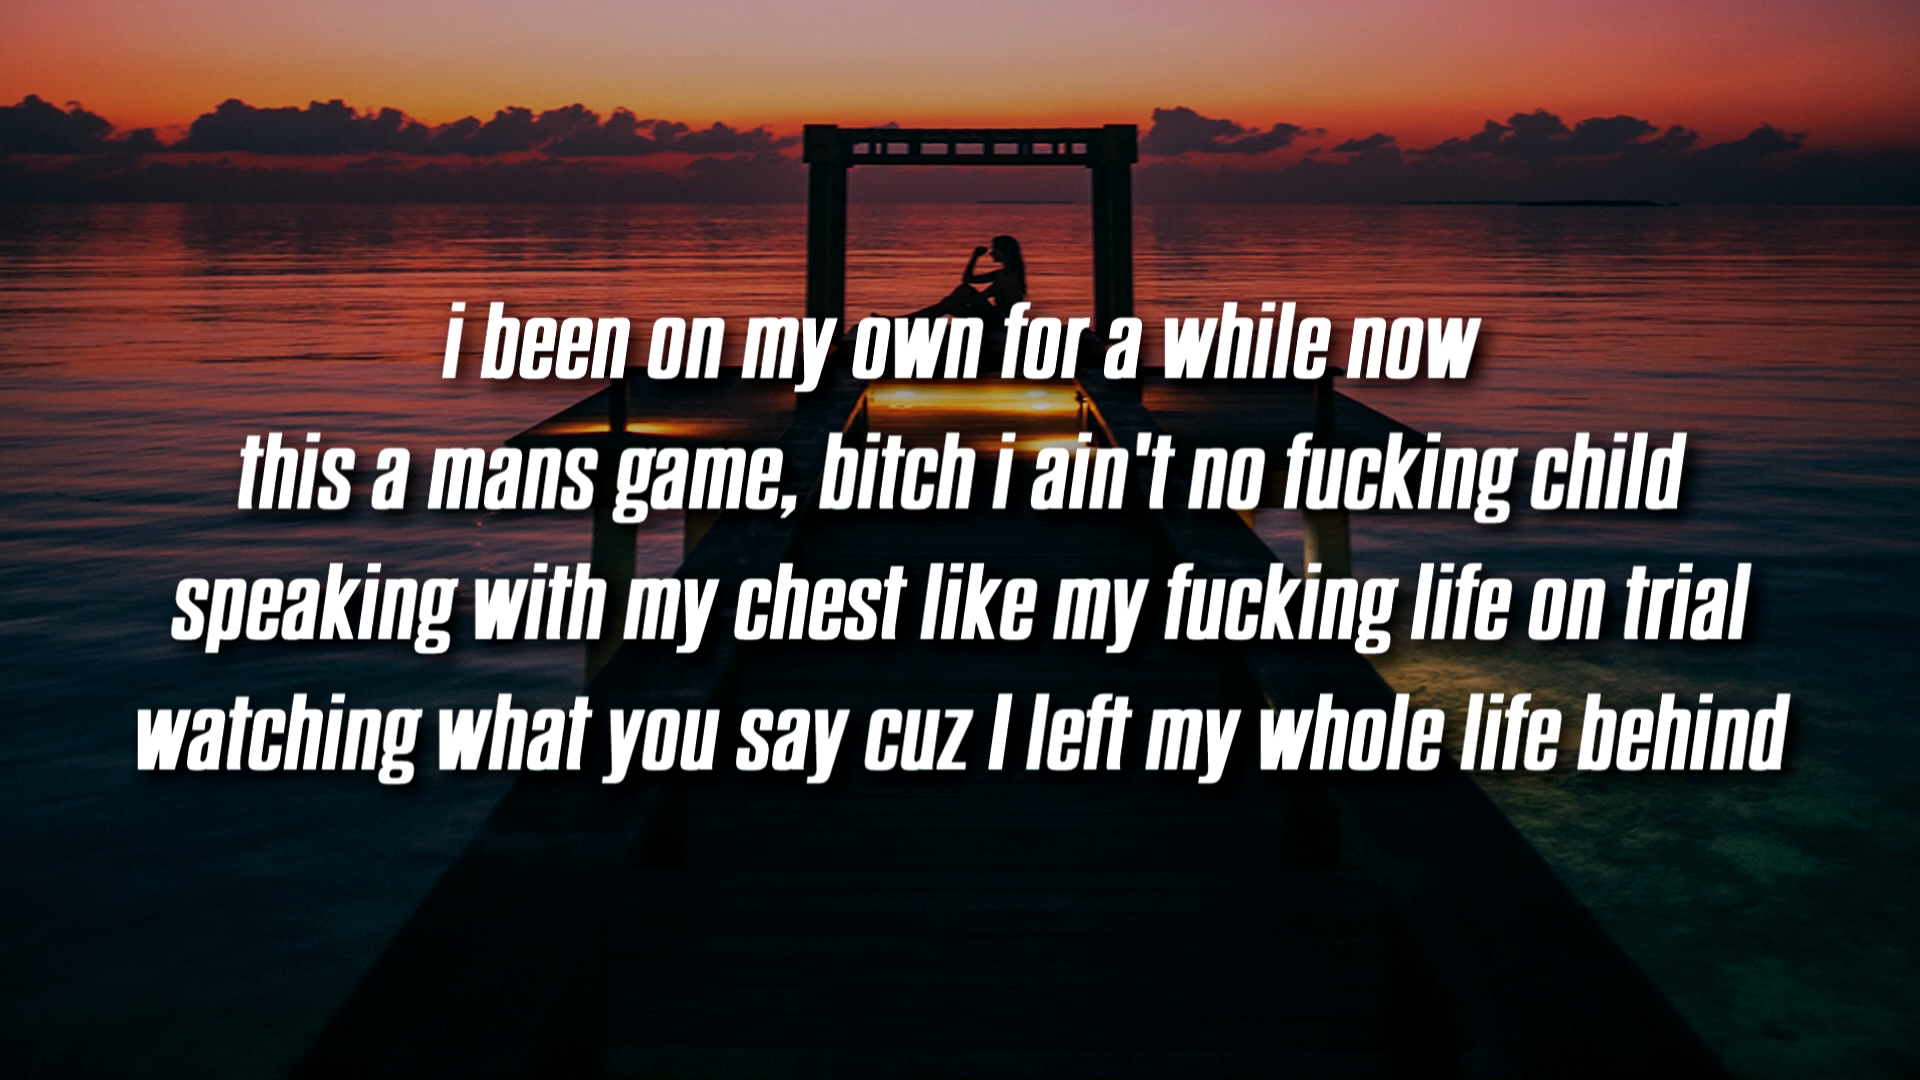 i been on my own for a while now
this a mans game, bitch i ain't no fucking child
speaking with my chest like my fucking life on trial
watching what you say cuz I left my whole life behind